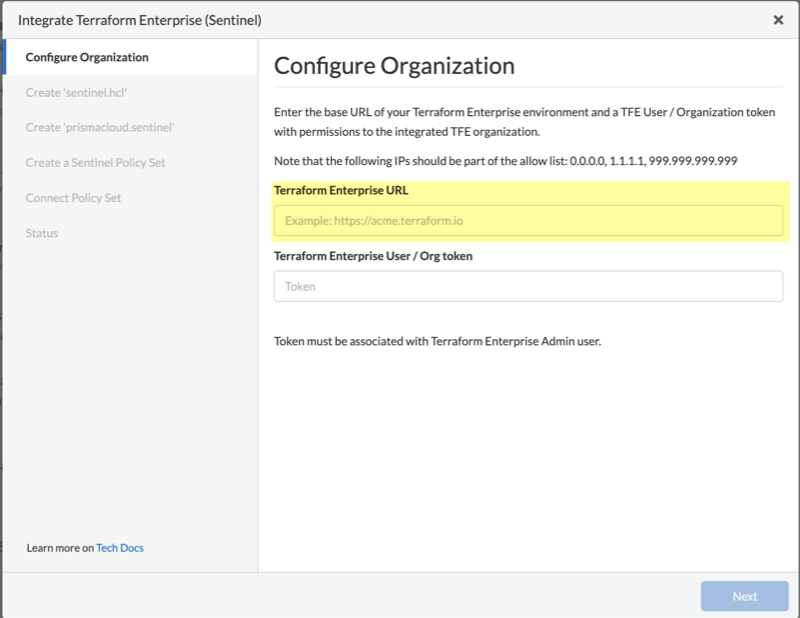 Integrate Terraform Enterprise (Sentinel)
Configure Organization
Create 'sentinel.hcl'
Create 'prismacloud.sentinel'
Create a Sentinel Policy Set
Connect Policy Set
Status
Learn more on Tech Docs
Configure Organization
Enter the base URL of your Terraform Enterprise environment and a TFE User / Organization token
with permissions to the integrated TFE organization.
Note that the following IPs should be part of the allow list: 0.0.0.0, 1.1.1.1, 999.999.999.999
Terraform Enterprise URL
Example: https://acme.terraform.io
Terraform Enterprise User / Org token
Token
Token must be associated with Terraform Enterprise Admin user.
Next